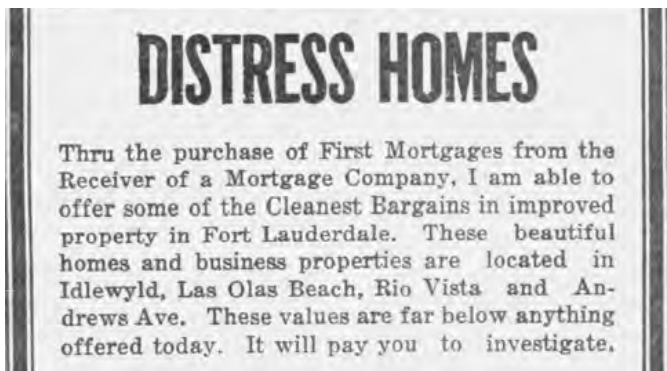 DISTRESS HOMES
Thru the purchase of First Mortgages from the
Receiver of a Mortgage Company, I am able to
offer some of the Cleanest Bargains in improved
property in Fort Lauderdale. These beautiful
homes and business properties are located in
Idlewyld, Las Olas Beach, Rio Vista and An-
drews Ave. These values are far below anything
offered today. It will pay you to investigate.